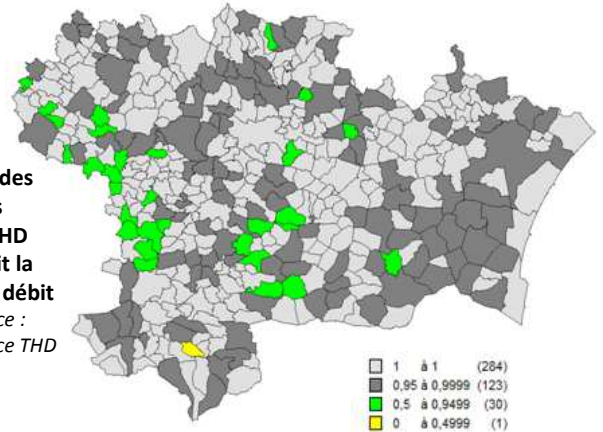 des
s
HD
it la
débit
ce :
ce THD
1 à 1 (284)
0,95 à 0,9999 (123)
0,5 à 0,9499 (30)
0 à 0,4999 (1)